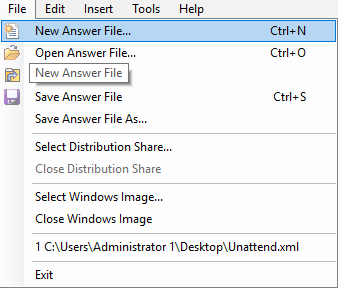 File Edit Insert Tools Help
New Answer File... Ctrl+N
Open Answer File... Ctrl+O
New Answer File
Save Answer File Ctrl+S
Save Answer File As...
Select Distribution Share...
Close Distribution Share
Select Windows Image...
Close Windows Image
1 C:\Users\Administrator 1\Desktop\Unattend.xml
Exit